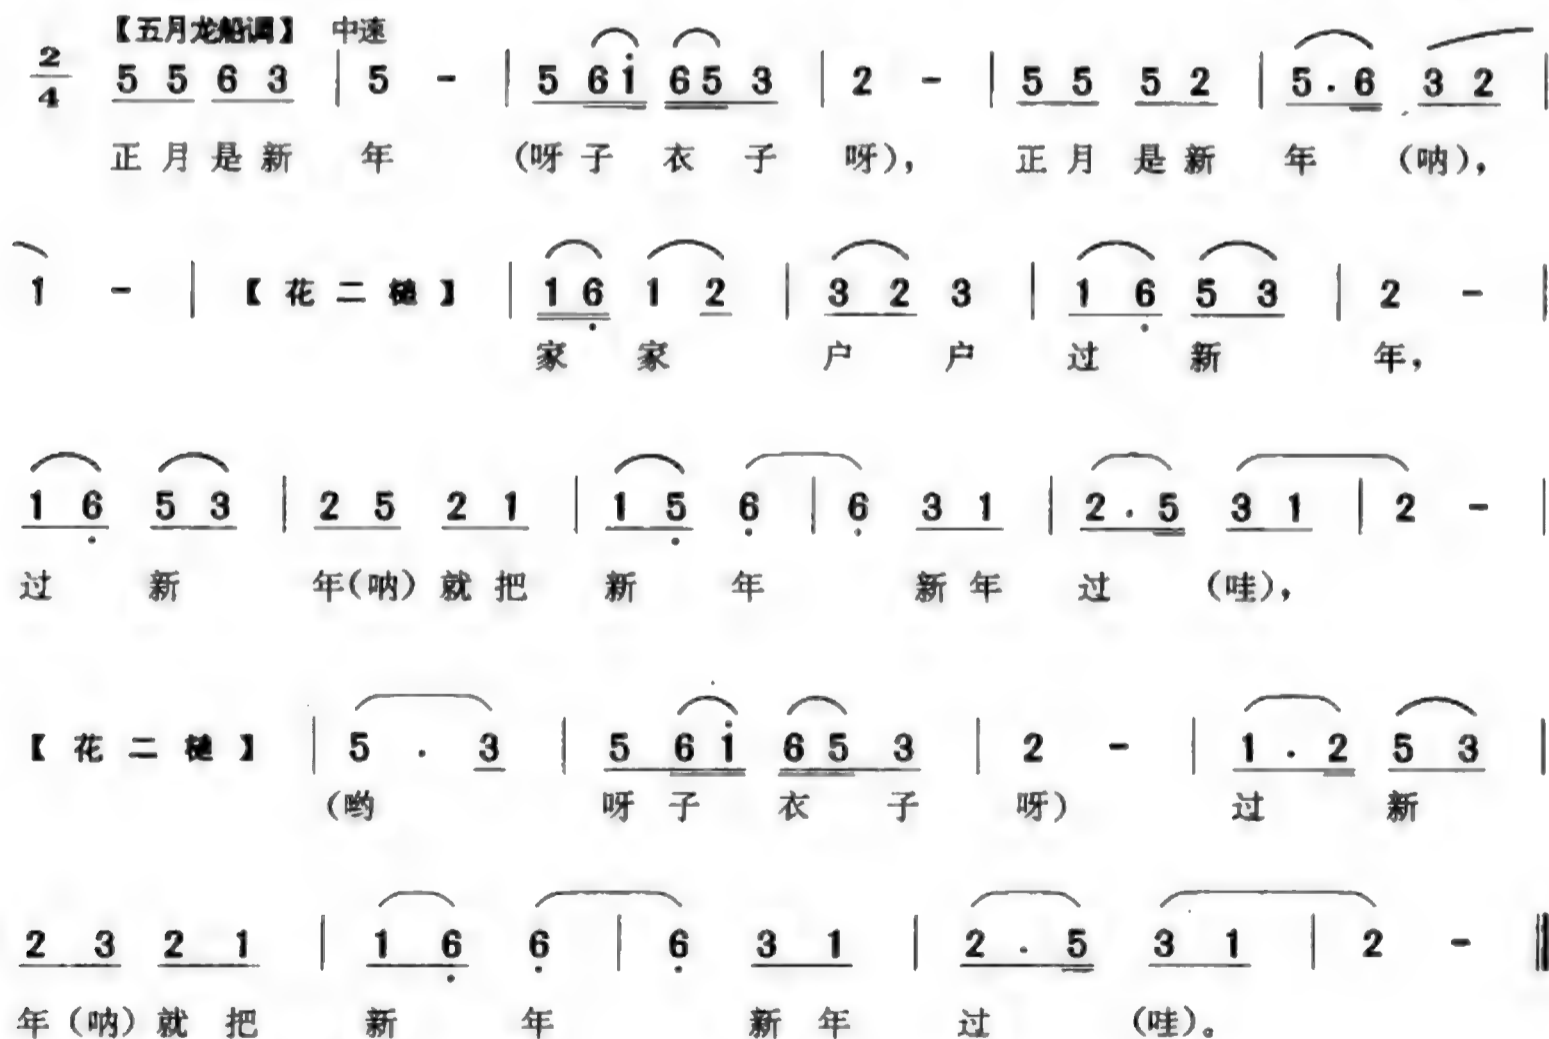 【五月龙船调】 中速
2/4 5 5 6 3 | 5 - | 5 6 i̇ 6 5 3 | 2 - | 5 5 5 2 | 5 . 6 3 2 |
正 月 是 新 年 (呀 子 衣 子 呀), 正 月 是 新 年 (呐),
1 - | 【 花 二 槌 】 | 1 6̣ 1 2 | 3 2 3 | 1 6̣ 5 3 | 2 - |
家 家 户 户 过 新 年,
1 6̣ 5 3 | 2 5 2 1 | 1 5̣ 6̣ | 6̣ 3 1 | 2 . 5 3 1 | 2 - |
过 新 年(呐) 就 把 新 年 新 年 过 (哇),
【 花 二 槌 】 | 5 . 3 | 5 6 i̇ 6 5 3 | 2 - | 1 . 2 5 3 |
(哟 呀 子 衣 子 呀) 过 新
2 3 2 1 | 1 6̣ 6̣ | 6̣ 3 1 | 2 . 5 3 1 | 2 - ‖
年 (呐) 就 把 新 年 新 年 过 (哇)。